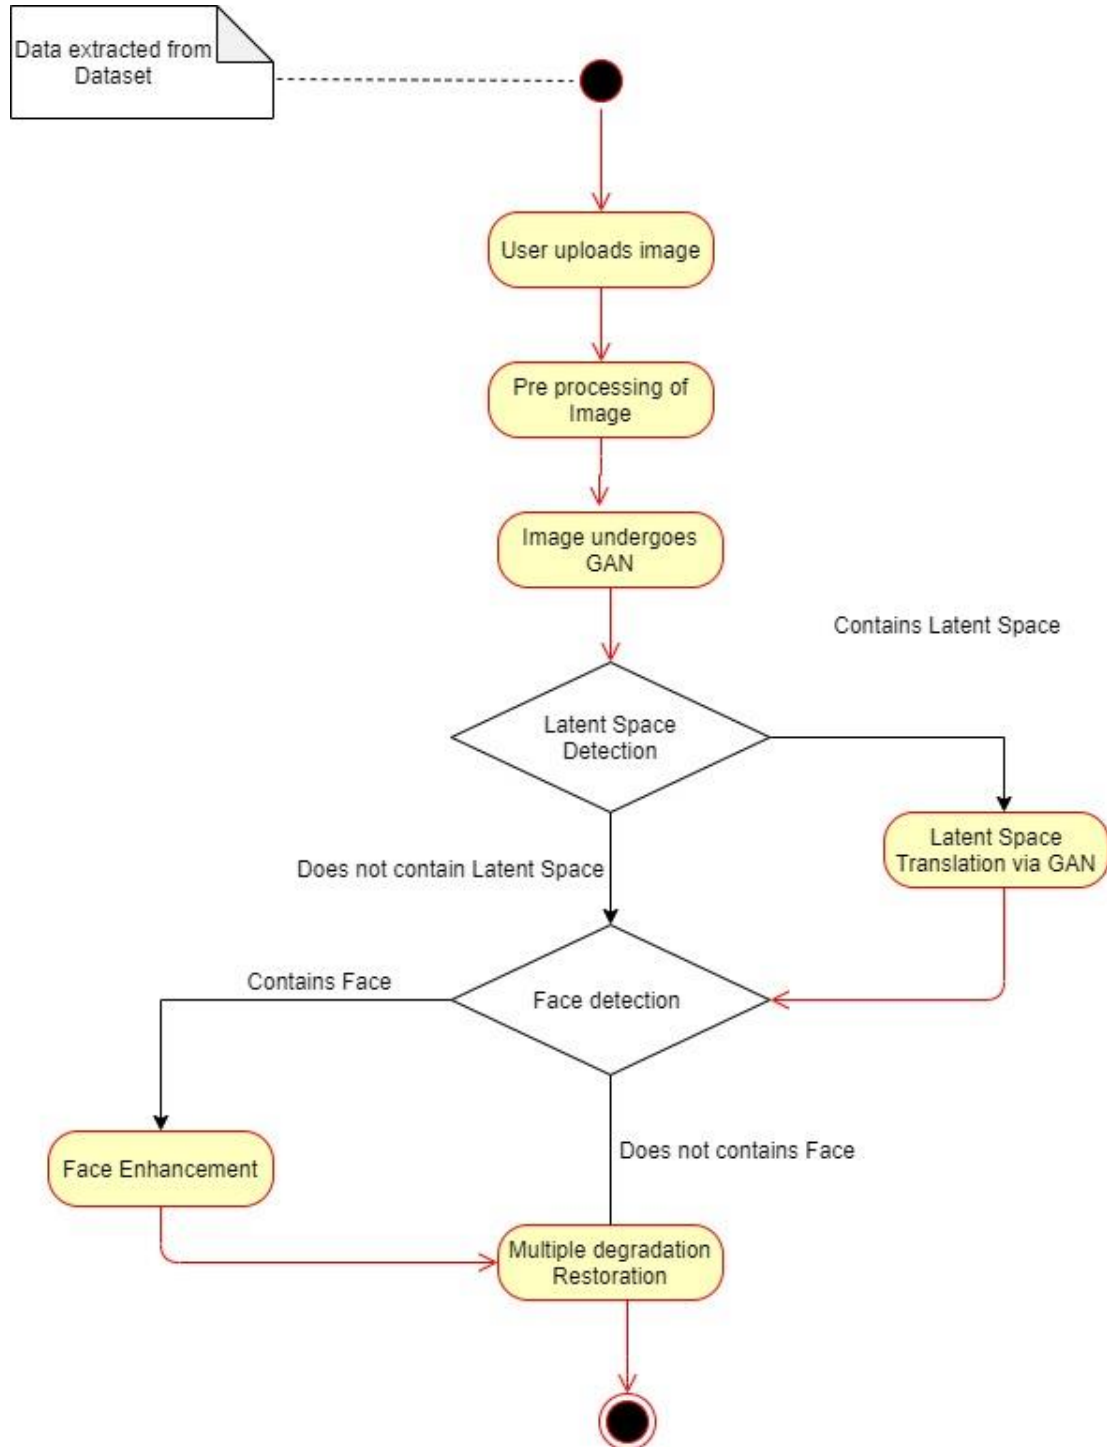 Data extracted from
Dataset
User uploads image
Pre processing of
Image
Image undergoes
GAN
Contains Latent Space
Latent Space
Detection
Latent Space
Translation via GAN
Does not contain Latent Space
Contains Face
Face detection
Does not contains Face
Face Enhancement
Multiple degradation
Restoration